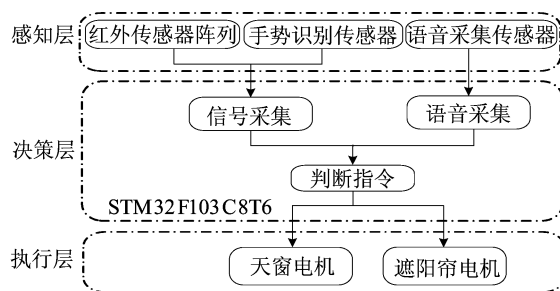 感知层
红外传感器阵列
手势识别传感器
语音采集传感器
决策层
信号采集
语音采集
判断指令
STM32F103C8T6
执行层
天窗电机
遮阳帘电机